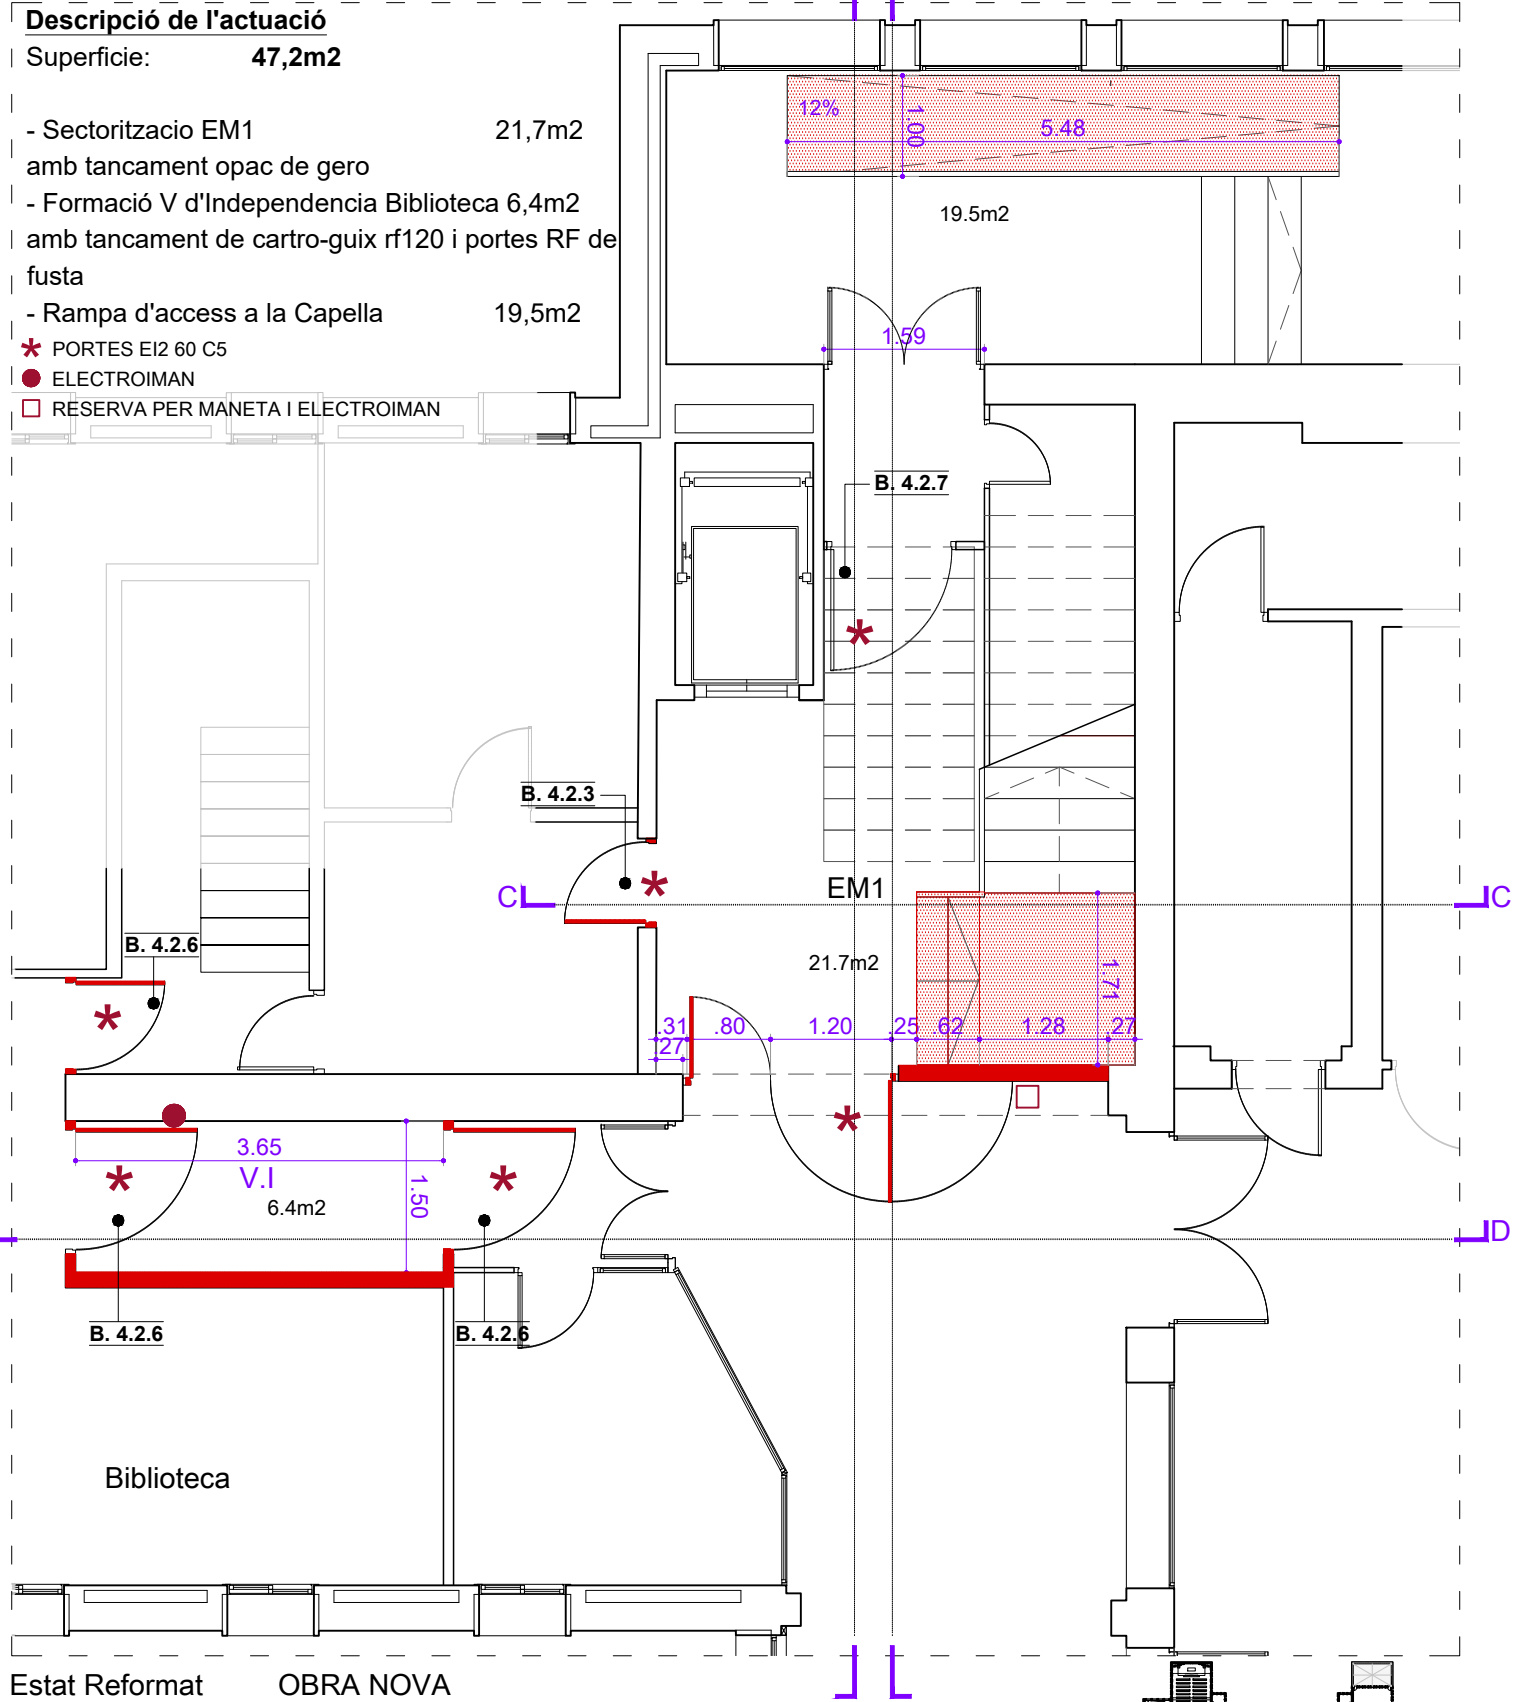 Descripció de l'actuació
Superficie: 47,2m2
- Sectoritzacio EM1 21,7m2
amb tancament opac de gero
- Formació V d'Independencia Biblioteca 6,4m2
amb tancament de cartro-guix rf120 i portes RF de
fusta
- Rampa d'access a la Capella 19,5m2
* PORTES EI2 60 C5
ELECTROIMAN
RESERVA PER MANETA I ELECTROIMAN
12%
1.00
5.48
19.5m2
1.59
B. 4.2.7
*
B. 4.2.3
*
C
EM1
C
B. 4.2.6
*
21.7m2
1.71
.31
.80
1.20
.25
.62
1.28
.27
.27
*
3.65
V.I
*
*
1.50
6.4m2
D
B. 4.2.6
B. 4.2.6
Biblioteca
Estat Reformat OBRA NOVA